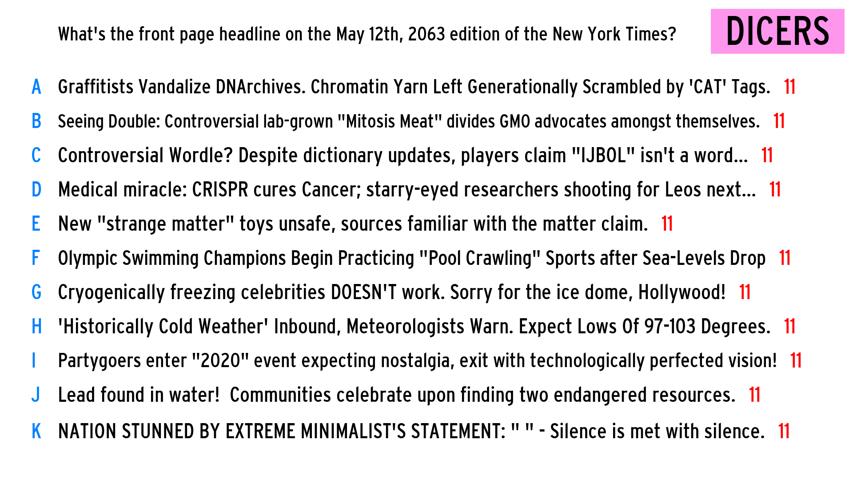 What's the front page headline on the May 12th, 2063 edition of the New York Times?
DICERS
A Graffitists Vandalize DNArchives. Chromatin Yarn Left Generationally Scrambled by 'CAT' Tags. 11
B Seeing Double: Controversial lab-grown "Mitosis Meat" divides GMO advocates amongst themselves. 11
C Controversial Wordle? Despite dictionary updates, players claim "IJBOL" isn't a word... 11
D Medical miracle: CRISPR cures Cancer; starry-eyed researchers shooting for Leos next... 11
E New "strange matter" toys unsafe, sources familiar with the matter claim. 11
F Olympic Swimming Champions Begin Practicing "Pool Crawling" Sports after Sea-Levels Drop 11
G Cryogenically freezing celebrities DOESN'T work. Sorry for the ice dome, Hollywood! 11
H 'Historically Cold Weather' Inbound, Meteorologists Warn. Expect Lows Of 97-103 Degrees. 11
I Partygoers enter "2020" event expecting nostalgia, exit with technologically perfected vision! 11
J Lead found in water!  Communities celebrate upon finding two endangered resources. 11
K NATION STUNNED BY EXTREME MINIMALIST'S STATEMENT: " " - Silence is met with silence. 11